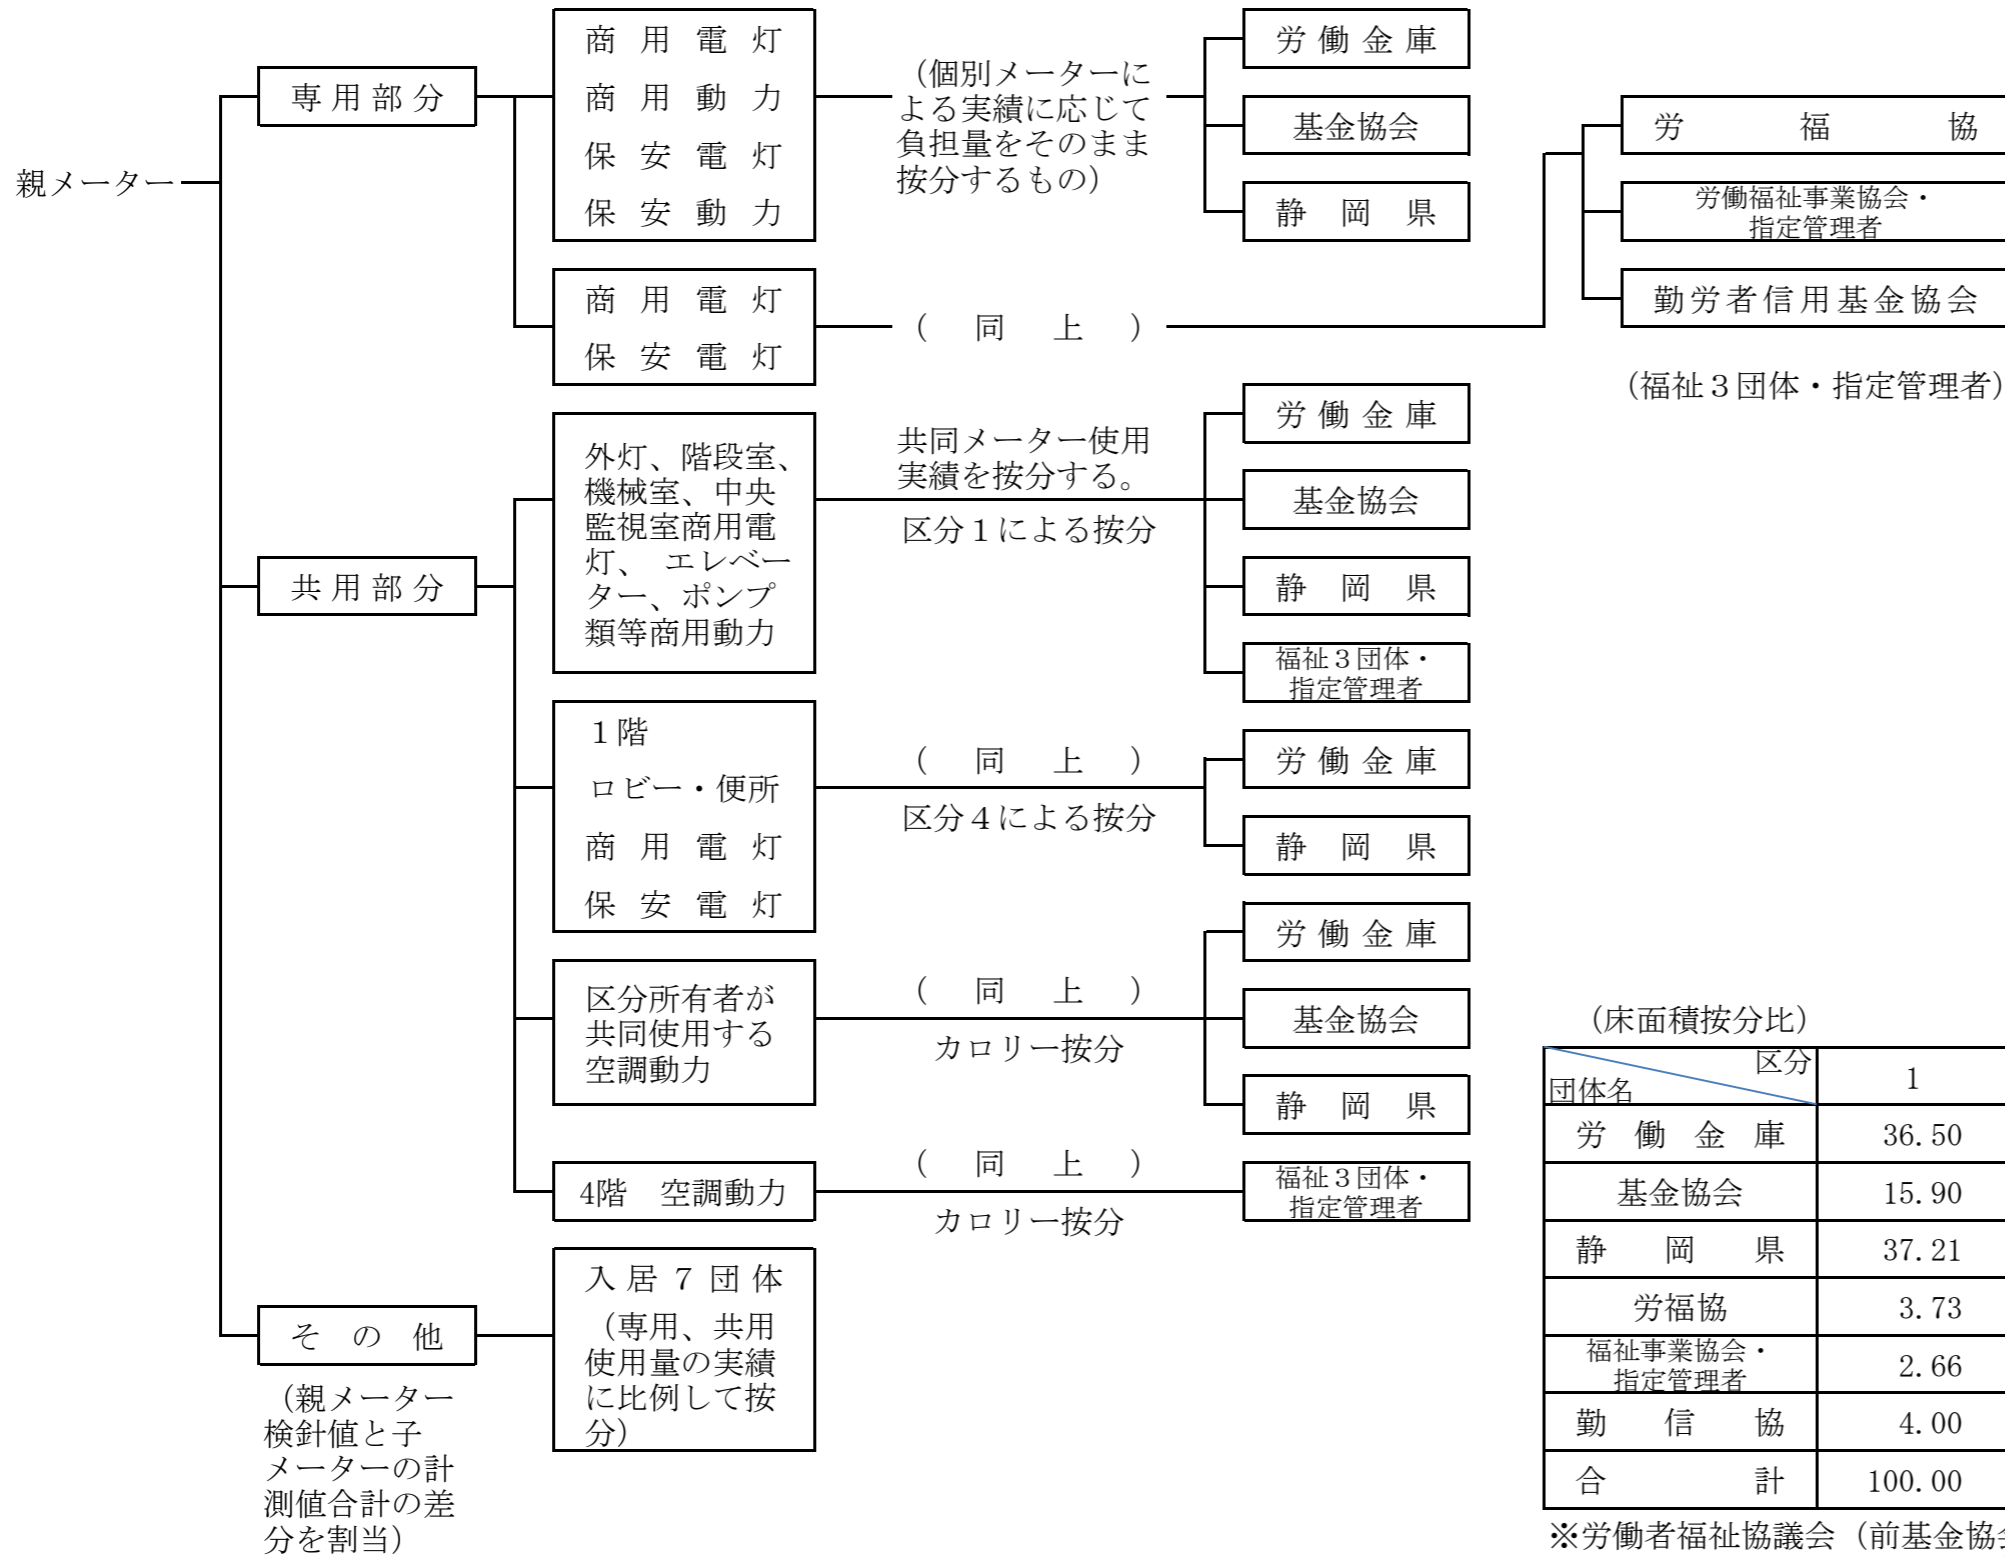 親メーター
専用部分
商用電灯
商用動力
保安電灯
保安動力
（個別メーターに
よる実績に応じて
負担量をそのまま
按分するもの）
労働金庫
基金協会
静岡県
商用電灯
保安電灯
（同上）
労福協
労働福祉事業協会・
指定管理者
勤労者信用基金協会
（福祉３団体・指定管理者）
共用部分
外灯、階段室、
機械室、中央
監視室商用電
灯、 エレベー
ター、ポンプ
類等商用動力
共同メーター使用
実績を按分する。
区分１による按分
労働金庫
基金協会
静岡県
福祉３団体・
指定管理者
１階
ロビー・便所
商用電灯
保安電灯
（同上）
区分４による按分
労働金庫
静岡県
区分所有者が
共同使用する
空調動力
（同上）
カロリー按分
労働金庫
基金協会
静岡県
4階　空調動力
（同上）
カロリー按分
福祉３団体・
指定管理者
その他
（親メーター
検針値と子
メーターの計
測値合計の差
分を割当）
入居７団体
（専用、共用
使用量の実績
に比例して按
分）
（床面積按分比）
区分
団体名
1
労働金庫 36.50
基金協会 15.90
静岡県 37.21
労福協 3.73
福祉事業協会・
指定管理者 2.66
勤信協 4.00
合計 100.00
※労働者福祉協議会（前基金協